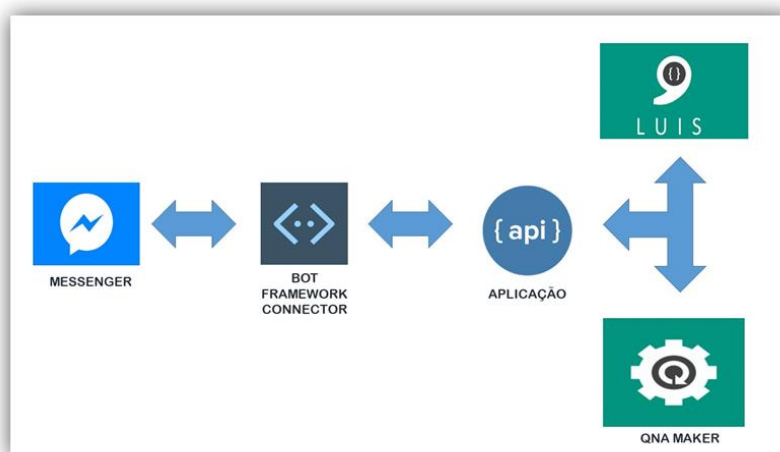 LUIS
MESSENGER
BOT
FRAMEWORK
CONNECTOR
{api}
APLICAÇÃO
QNA MAKER